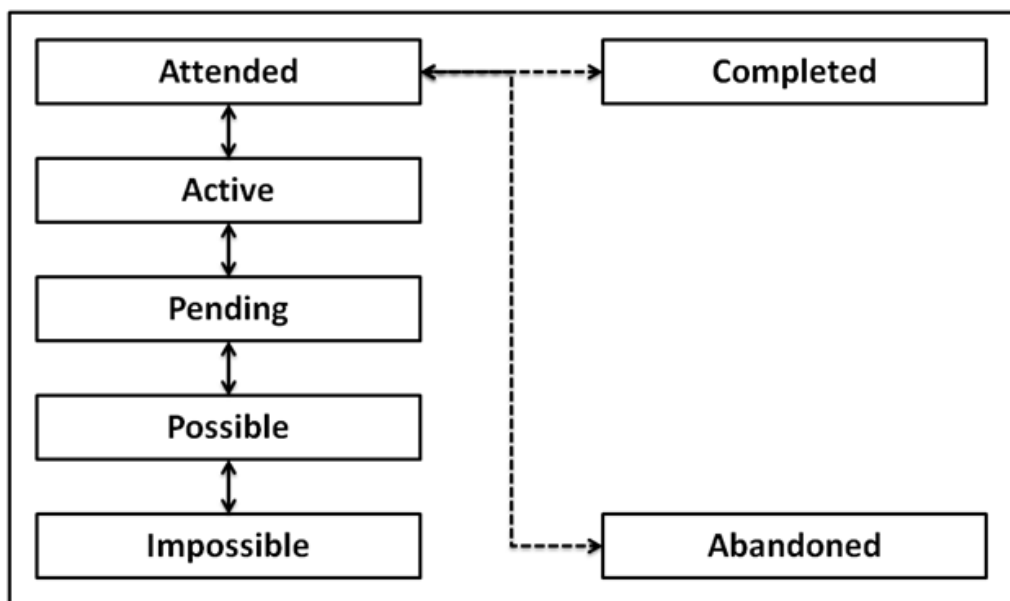 Attended
Completed
Active
Pending
Possible
Impossible
Abandoned